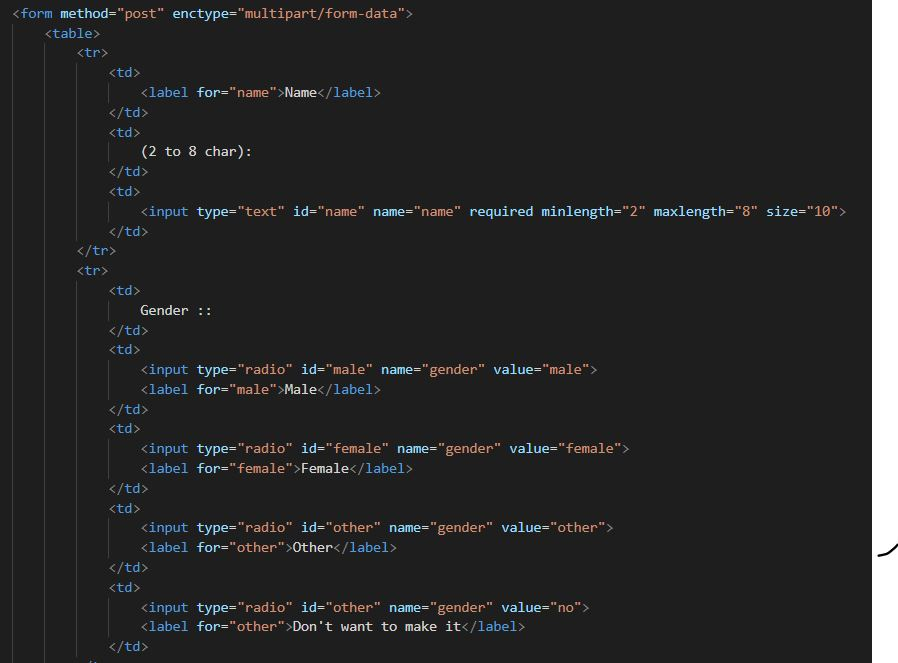 <form method="post" enctype="multipart/form-data">
<table>
<tr>
<td>
<label for="name">Name</label>
</td>
<td>
(2 to 8 char):
</td>
<td>
<input type="text" id="name" name="name" required minlength="2" maxlength="8" size="10">
</td>
</tr>
<tr>
<td>
Gender ::
</td>
<td>
<input type="radio" id="male" name="gender" value="male">
<label for="male">Male</label>
</td>
<td>
<input type="radio" id="female" name="gender" value="female">
<label for="female">Female</label>
</td>
<td>
<input type="radio" id="other" name="gender" value="other">
<label for="other">Other</label>
</td>
<td>
<input type="radio" id="other" name="gender" value="no">
<label for="other">Don't want to make it</label>
</td>